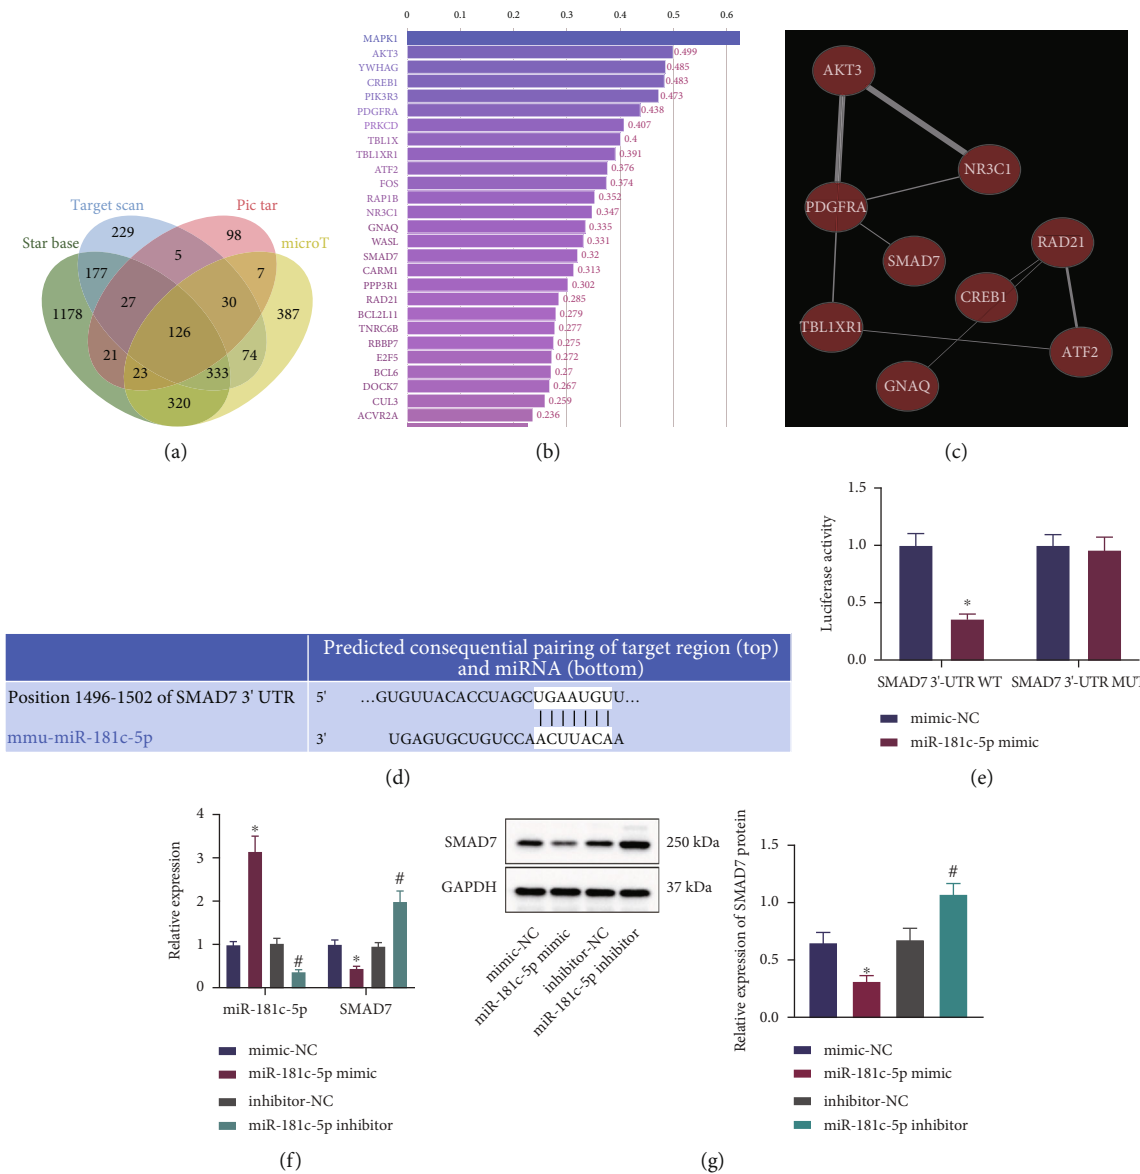 Target scan
Pic tar
Star base
microT
229
98
5
177
7
27
30
1178
387
126
21
74
23
333
320
(a)
0 0.1 0.2 0.3 0.4 0.5 0.6
MAPK1
AKT3 0.499
YWHAG 0.485
CREB1 0.483
PIK3R3 0.473
PDGFRA 0.438
PRKCD 0.407
TBL1X 0.4
TBL1XR1 0.391
ATF2 0.376
FOS 0.374
RAP1B 0.352
NR3C1 0.347
GNAQ 0.335
WASL 0.331
SMAD7 0.32
CARM1 0.313
PPP3R1 0.302
RAD21 0.285
BCL2L11 0.279
TNRC6B 0.277
RBBP7 0.275
E2F5 0.272
BCL6 0.27
DOCK7 0.267
CUL3 0.259
ACVR2A 0.236
(b)
AKT3
NR3C1
PDGFRA
RAD21
SMAD7
CREB1
TBL1XR1
ATF2
GNAQ
(c)
Predicted consequential pairing of target region (top)
and miRNA (bottom)
Position 1496-1502 of SMAD7 3' UTR 5' ...GUGUUACACCUAGCUGAAUGUU...
mmu-miR-181c-5p 3' UGAGUGCUGUCCAACUUACAA
(d)
Luciferase activity
1.5
1.0
0.5
0.0
*
SMAD7 3'-UTR WT SMAD7 3'-UTR MUT
mimic-NC
miR-181c-5p mimic
(e)
Relative expression
4
3
2
1
0
*
#
*
#
miR-181c-5p SMAD7
mimic-NC
miR-181c-5p mimic
inhibitor-NC
miR-181c-5p inhibitor
(f)
SMAD7 250 kDa
GAPDH 37 kDa
mimic-NC
miR-181c-5p mimic
inhibitor-NC
miR-181c-5p inhibitor
Relative expression of SMAD7 protein
1.5
1.0
0.5
0.0
*
#
mimic-NC
miR-181c-5p mimic
inhibitor-NC
miR-181c-5p inhibitor
(g)